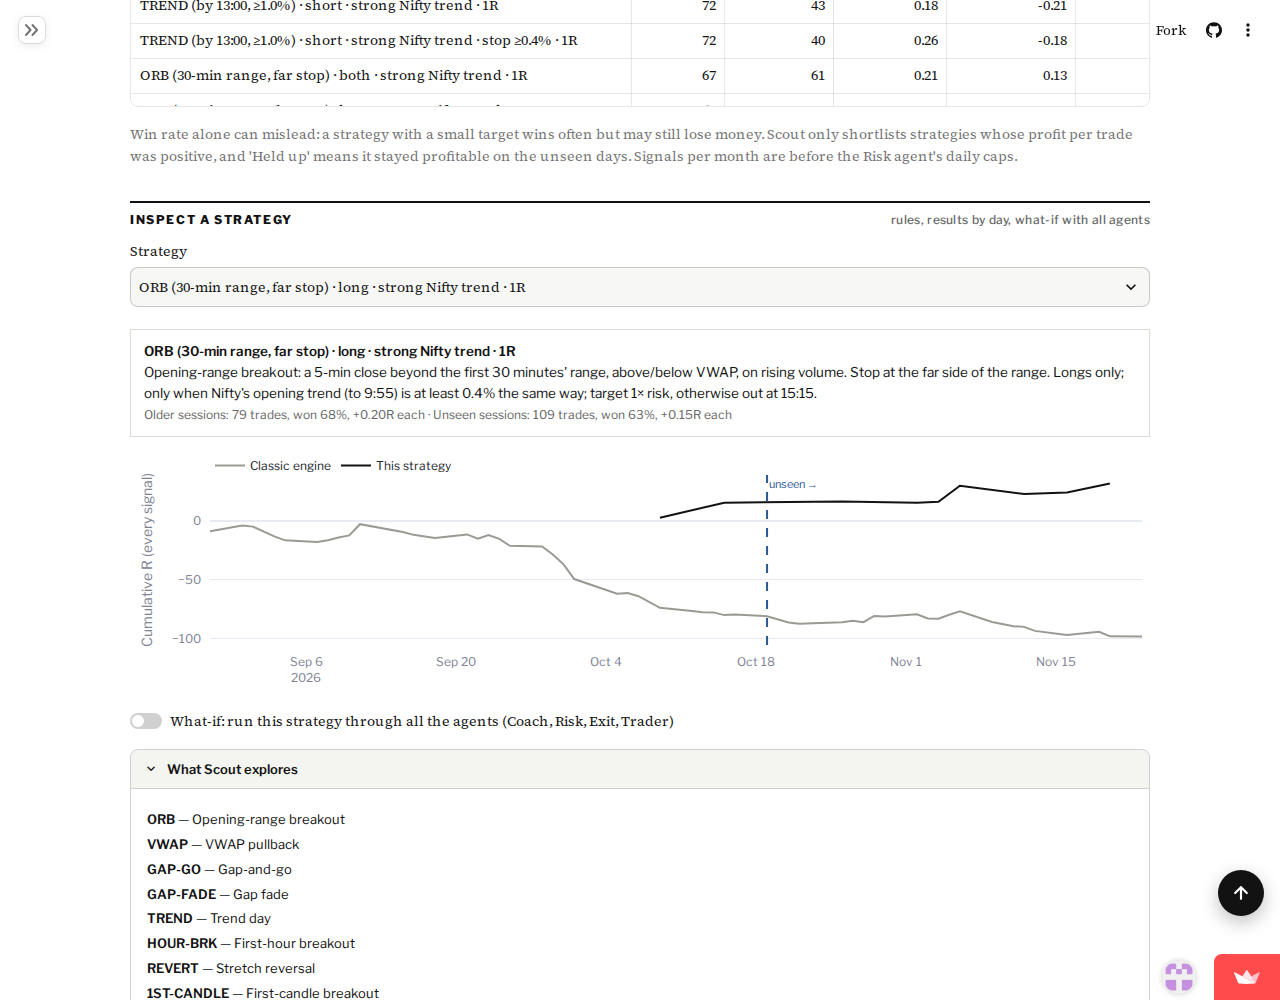 TREND (by 13:00, ≥1.0%) · short · strong Nifty trend · 1R 72 43 0.18 -0.21
Fork
TREND (by 13:00, ≥1.0%) · short · strong Nifty trend · stop ≥0.4% · 1R 72 40 0.26 -0.18
ORB (30-min range, far stop) · both · strong Nifty trend · 1R 67 61 0.21 0.13
Win rate alone can mislead: a strategy with a small target wins often but may still lose money. Scout only shortlists strategies whose profit per trade
was positive, and 'Held up' means it stayed profitable on the unseen days. Signals per month are before the Risk agent's daily caps.
INSPECT A STRATEGY
rules, results by day, what-if with all agents
Strategy
ORB (30-min range, far stop) · long · strong Nifty trend · 1R
ORB (30-min range, far stop) · long · strong Nifty trend · 1R
Opening-range breakout: a 5-min close beyond the first 30 minutes' range, above/below VWAP, on rising volume. Stop at the far side of the range. Longs only;
only when Nifty's opening trend (to 9:55) is at least 0.4% the same way; target 1× risk, otherwise out at 15:15.
Older sessions: 79 trades, won 68%, +0.20R each · Unseen sessions: 109 trades, won 63%, +0.15R each
Classic engine This strategy
unseen →
Cumulative R (every signal)
0
−50
−100
Sep 6 Sep 20 Oct 4 Oct 18 Nov 1 Nov 15
2026
What-if: run this strategy through all the agents (Coach, Risk, Exit, Trader)
What Scout explores
ORB — Opening-range breakout
VWAP — VWAP pullback
GAP-GO — Gap-and-go
GAP-FADE — Gap fade
TREND — Trend day
HOUR-BRK — First-hour breakout
REVERT — Stretch reversal
1ST-CANDLE — First-candle breakout